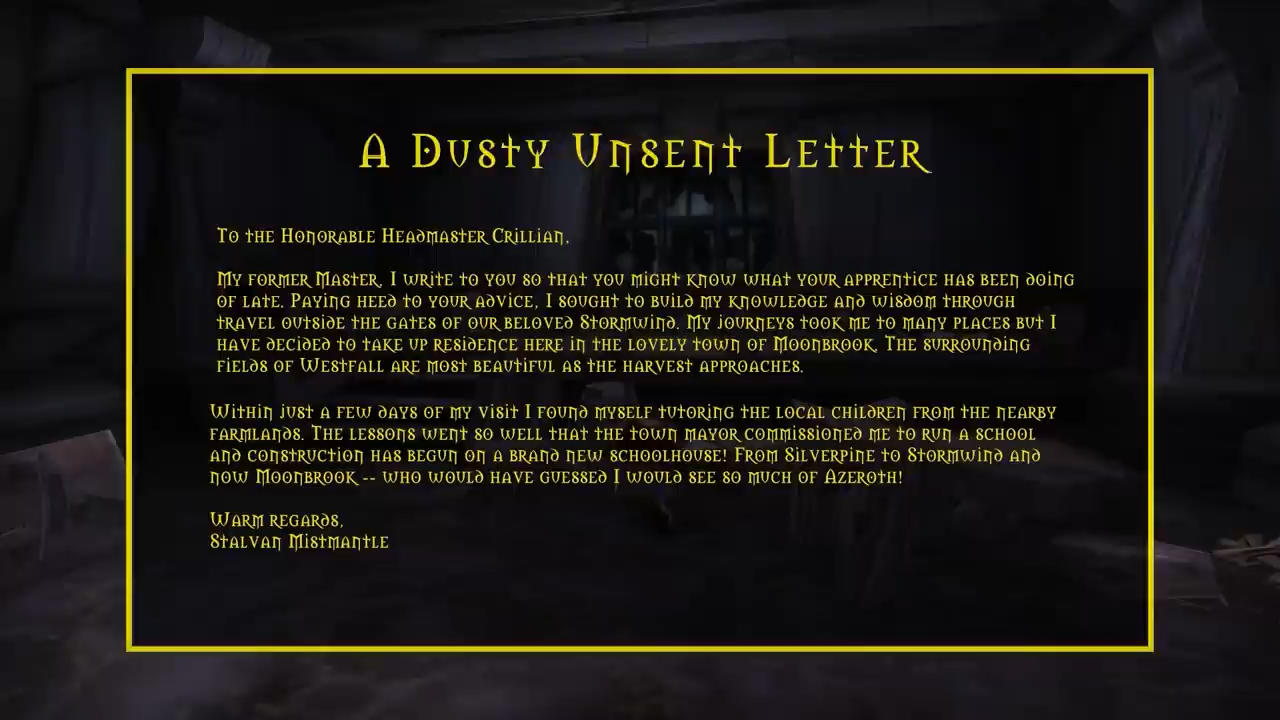 A Dusty Unsent Letter
To the Honorable Headmaster Crillian,
My former Master, I write to you so that you might know what your apprentice has been doing
of late. Paying heed to your advice, I sought to build my knowledge and wisdom through
travel outside the gates of our beloved Stormwind. My journeys took me to many places but I
have decided to take up residence here in the lovely town of Moonbrook. The surrounding
fields of Westfall are most beautiful as the harvest approaches.
Within just a few days of my visit I found myself tutoring the local children from the nearby
farmlands. The lessons went so well that the town mayor commissioned me to run a school
and construction has begun on a brand new schoolhouse! From Silverpine to Stormwind and
now Moonbrook -- who would have guessed I would see so much of Azeroth!
Warm regards,
Stalvan Mistmantle